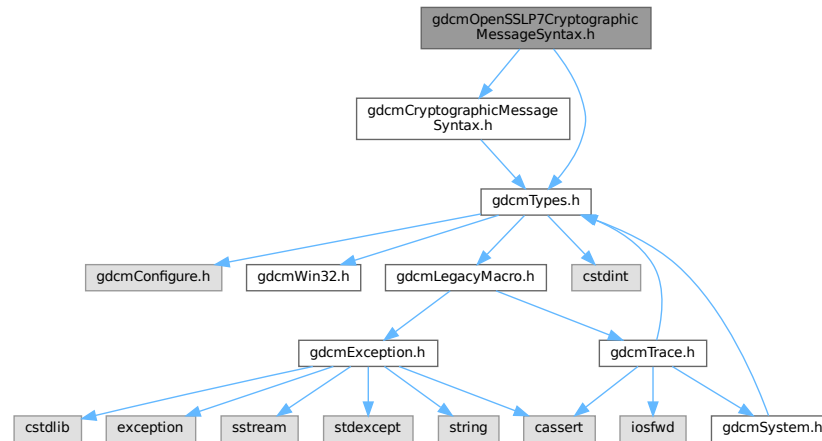 gdcmOpenSSLP7Cryptographic
MessageSyntax.h
gdcmCryptographicMessage
Syntax.h
gdcmTypes.h
gdcmConfigure.h
gdcmWin32.h
gdcmLegacyMacro.h
cstdint
gdcmException.h
gdcmTrace.h
cstdlib
exception
sstream
stdexcept
string
cassert
iosfwd
gdcmSystem.h